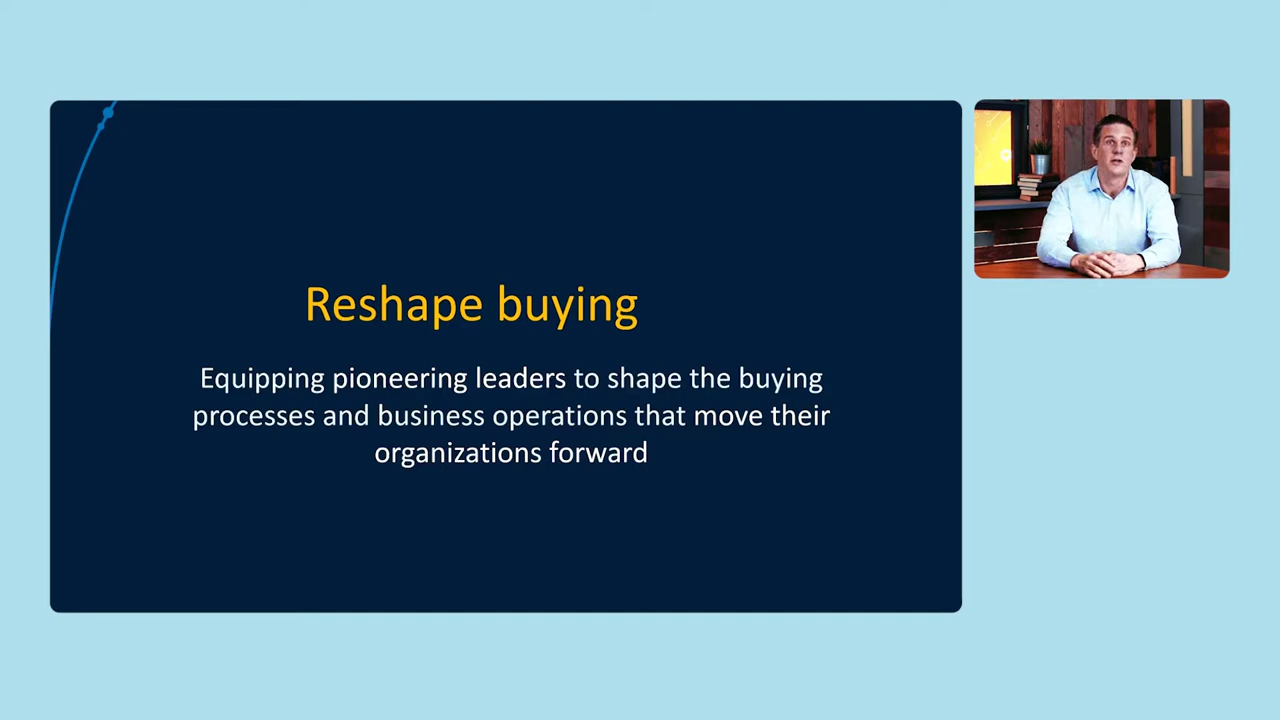 Reshape buying
Equipping pioneering leaders to shape the buying
processes and business operations that move their
organizations forward